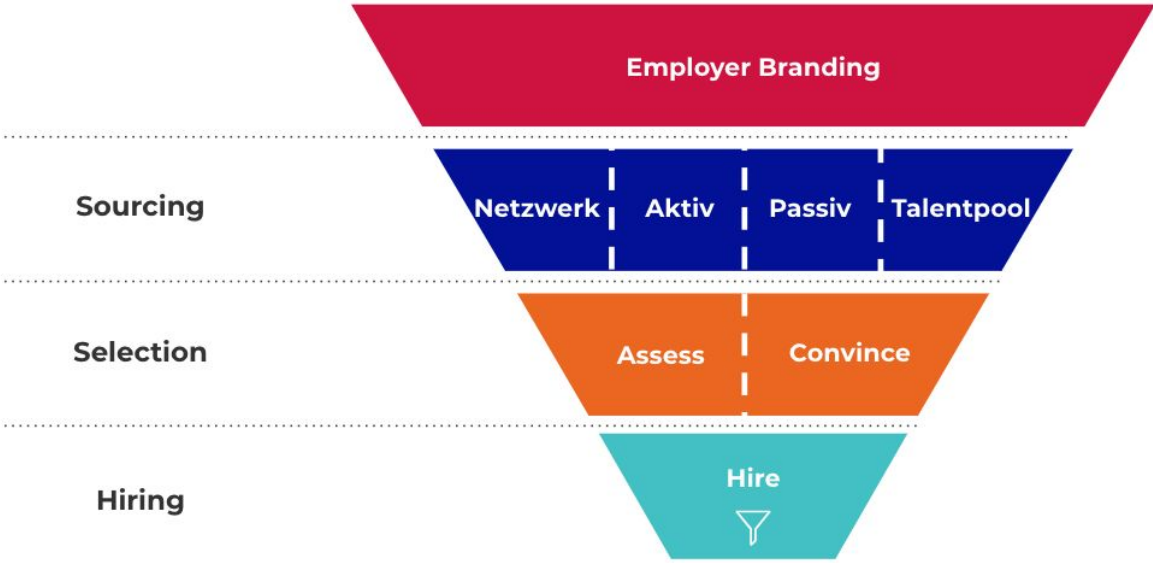 Employer Branding
Sourcing
Netzwerk Aktiv Passiv Talentpool
Selection
Assess Convince
Hiring
Hire